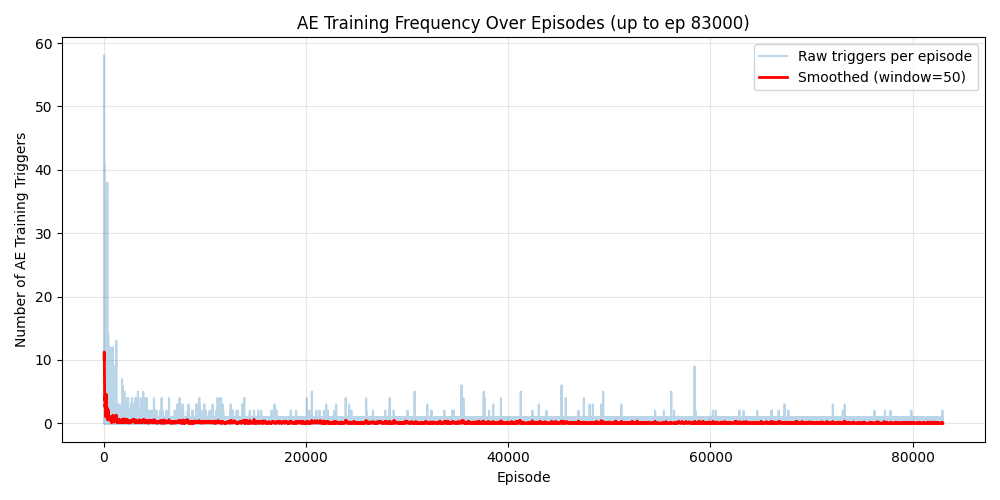 AE Training Frequency Over Episodes (up to ep 83000)
Raw triggers per episode
Smoothed (window=50)
Number of AE Training Triggers
60
50
40
30
20
10
0
0 20000 40000 60000 80000
Episode